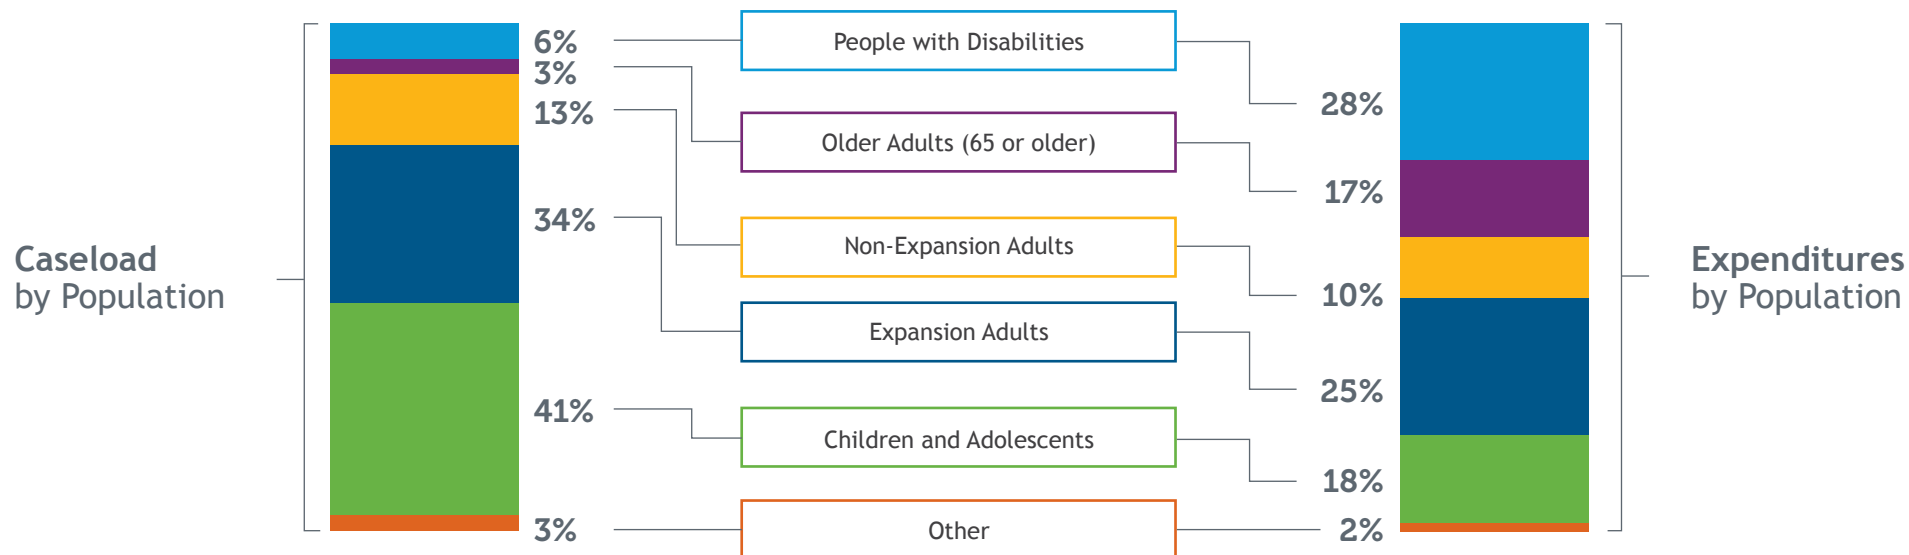 Caseload
by Population
6%
3%
13%
34%
41%
3%
People with Disabilities
Older Adults (65 or older)
Non-Expansion Adults
Expansion Adults
Children and Adolescents
Other
28%
17%
10%
25%
18%
2%
Expenditures
by Population